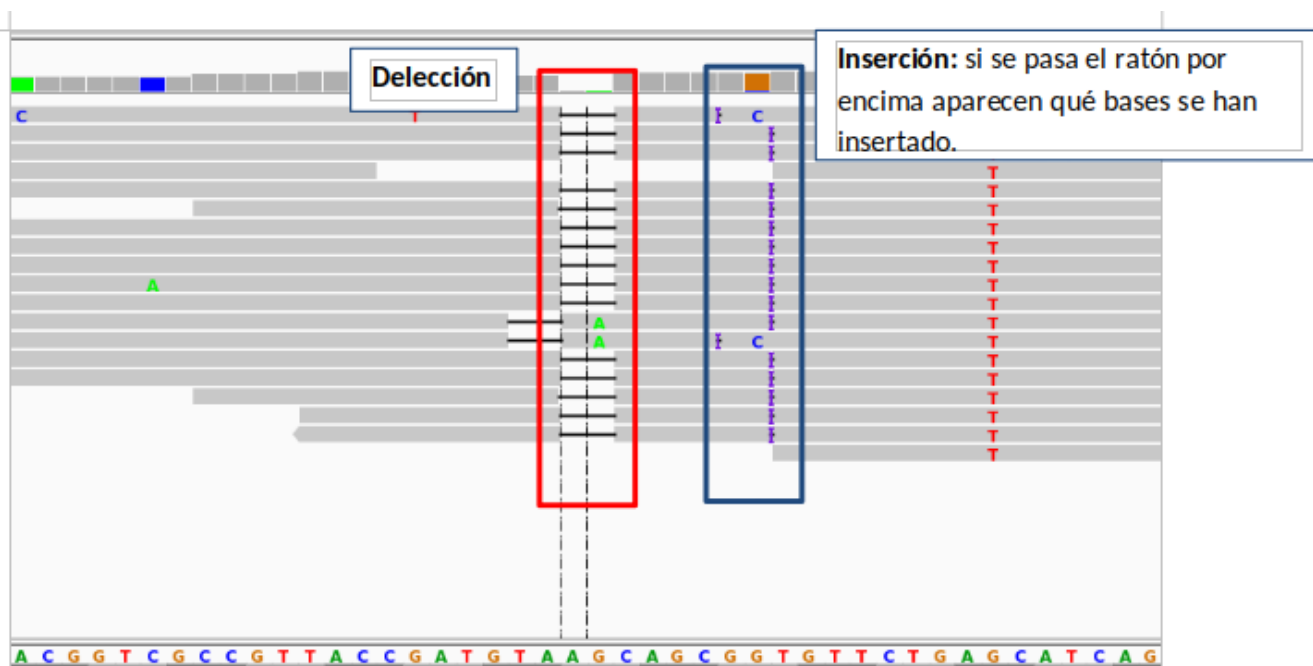 Delección
Inserción: si se pasa el ratón por
encima aparecen qué bases se han
insertado.
C T C
T
T
T
T
T
T
A T
T
A T
A C T
T
T
T
T
T
T
A C G G T C G C C G T T A C C G A T G T A A G C A G C G G T G T T C T G A G C A T C A G